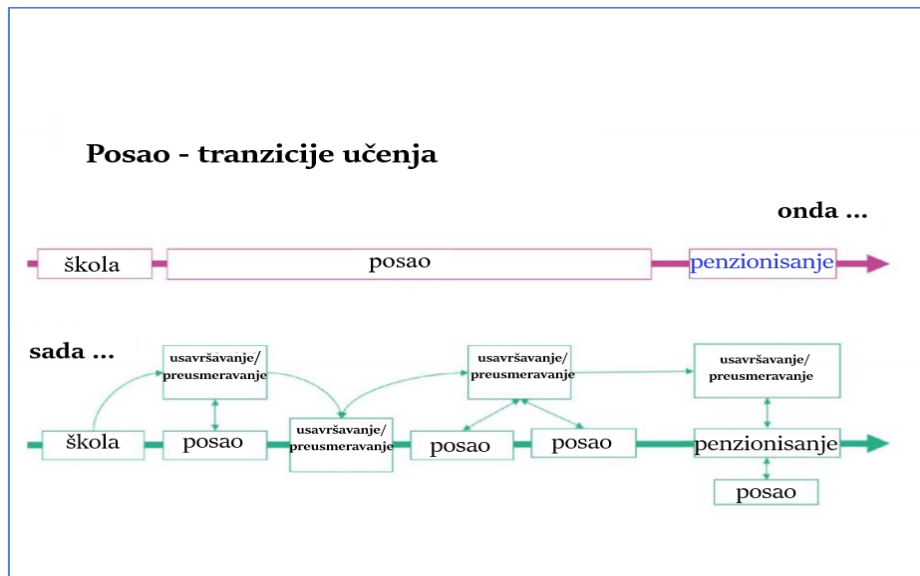 Posao - tranzicije učenja
onda ...
škola
posao
penzionisanje
sada ...
usavršavanje/
preusmeravanje
usavršavanje/
preusmeravanje
usavršavanje/
preusmeravanje
škola
posao
usavršavanje/
preusmeravanje
posao
posao
penzionisanje
posao